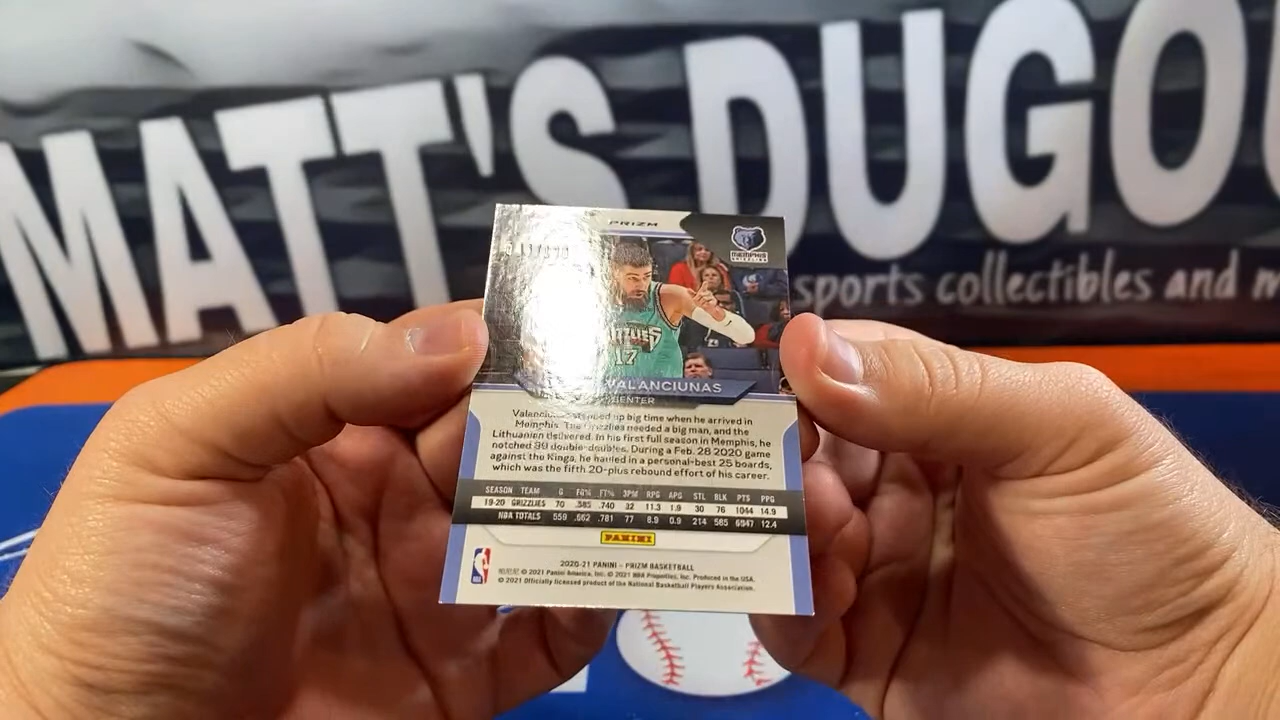 MATT'S DUGO
sports collectibles and m
PRIZM
MEMPHIS
GRIZZLIES
17
VALANCIUNAS
CENTER
Valanciunas stepped up big time when he arrived in
Memphis. The Grizzlies needed a big man, and the
Lithuanian delivered. In his first full season in Memphis, he
notched 39 double-doubles. During a Feb. 28 2020 game
against the Kings, he hauled in a personal-best 25 boards,
which was the fifth 20-plus rebound effort of his career.
SEASON TEAM G FG% FT% 3PM RPG APG STL BLK PTS PPG
19-20 GRIZZLIES 70 .585 .740 32 11.3 1.9 30 76 1044 14.9
NBA TOTALS 559 .562 .781 77 8.9 0.9 214 565 6947 12.4
PANINI
2020-21 PANINI – PRIZM BASKETBALL
© 2021 Panini America, Inc. © 2021 NBA Properties, Inc. Produced in the USA.
© 2021 Officially licensed product of the National Basketball Players Association.
NBA